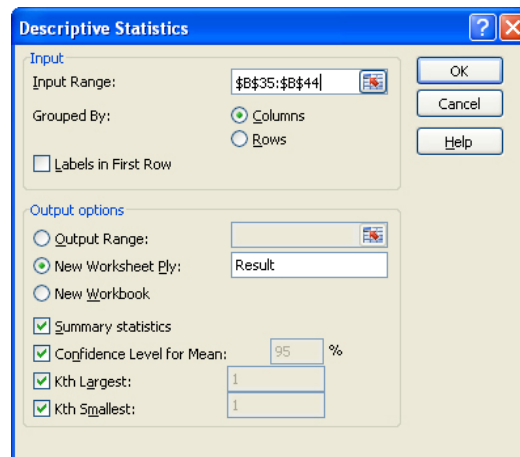 Descriptive Statistics
Input
Input Range: $B$35:$B$44
Grouped By: Columns
Rows
Labels in First Row
OK
Cancel
Help
Output options
Output Range:
New Worksheet Ply: Result
New Workbook
Summary statistics
Confidence Level for Mean: 95 %
Kth Largest: 1
Kth Smallest: 1